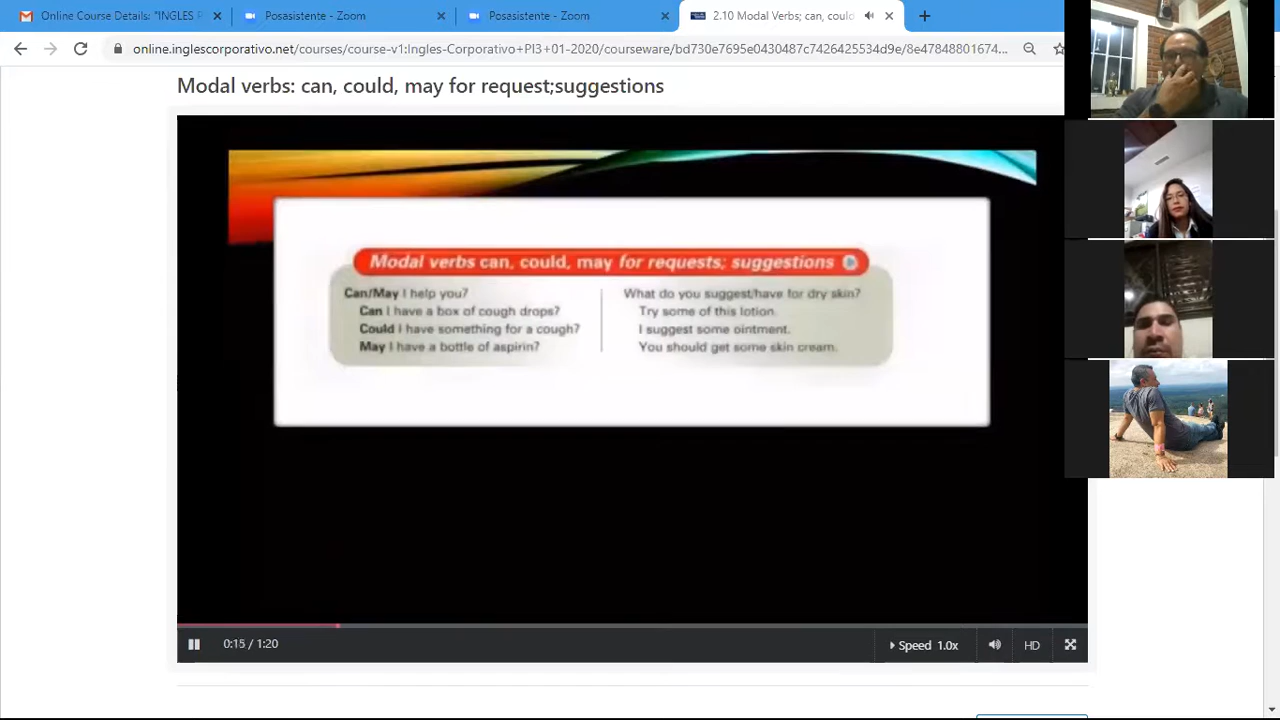 Online Course Details: "INGLES P
Posasistente - Zoom
Posasistente - Zoom
2.10 Modal Verbs; can, could
online.inglescorporativo.net/courses/course-v1:Ingles-Corporativo+PI3+01-2020/courseware/bd730e7695e0430487c7426425534d9e/8e47848801674...
Modal verbs: can, could, may for request;suggestions
Modal verbs can, could, may for requests; suggestions
Can/May I help you?
Can I have a box of cough drops?
Could I have something for a cough?
May I have a bottle of aspirin?
What do you suggest/have for dry skin?
Try some of this lotion.
I suggest some ointment.
You should get some skin cream.
0:15 / 1:20
Speed 1.0x
HD